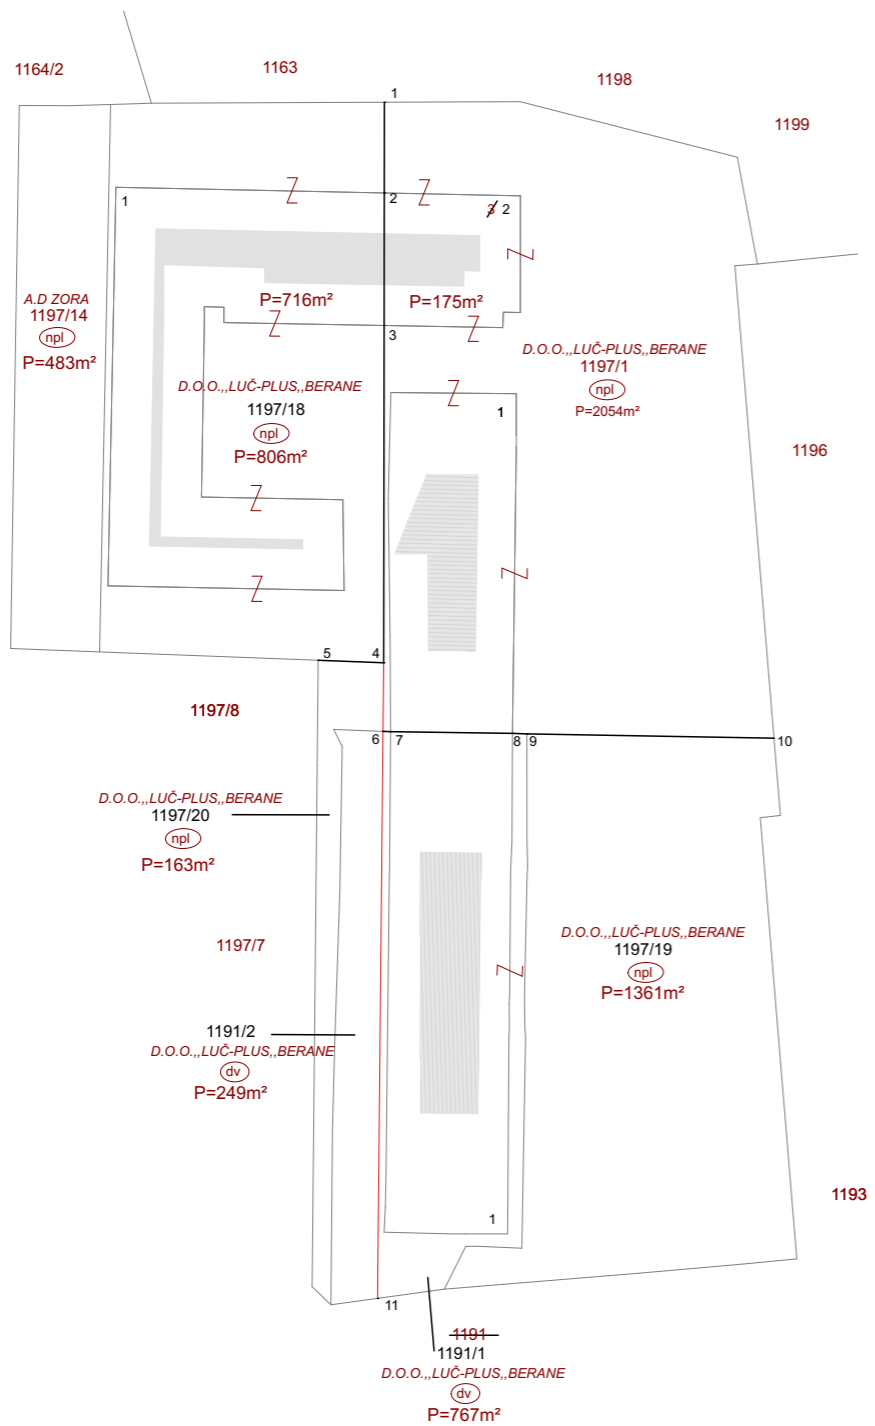 1164/2
1163
1
1198
1199
1
2
3 2
A.D ZORA
1197/14
npl
P=483m²
P=716m²
P=175m²
3
D.O.O.,,LUČ-PLUS,,BERANE
1197/1
npl
P=2054m²
D.O.O.,,LUČ-PLUS,,BERANE
1197/18
npl
P=806m²
1
1196
5
4
1197/8
6
7
8
9
10
D.O.O.,,LUČ-PLUS,,BERANE
1197/20
npl
P=163m²
1197/7
D.O.O.,,LUČ-PLUS,,BERANE
1197/19
npl
P=1361m²
1191/2
D.O.O.,,LUČ-PLUS,,BERANE
dv
P=249m²
1193
1
11
1191
1191/1
D.O.O.,,LUČ-PLUS,,BERANE
dv
P=767m²